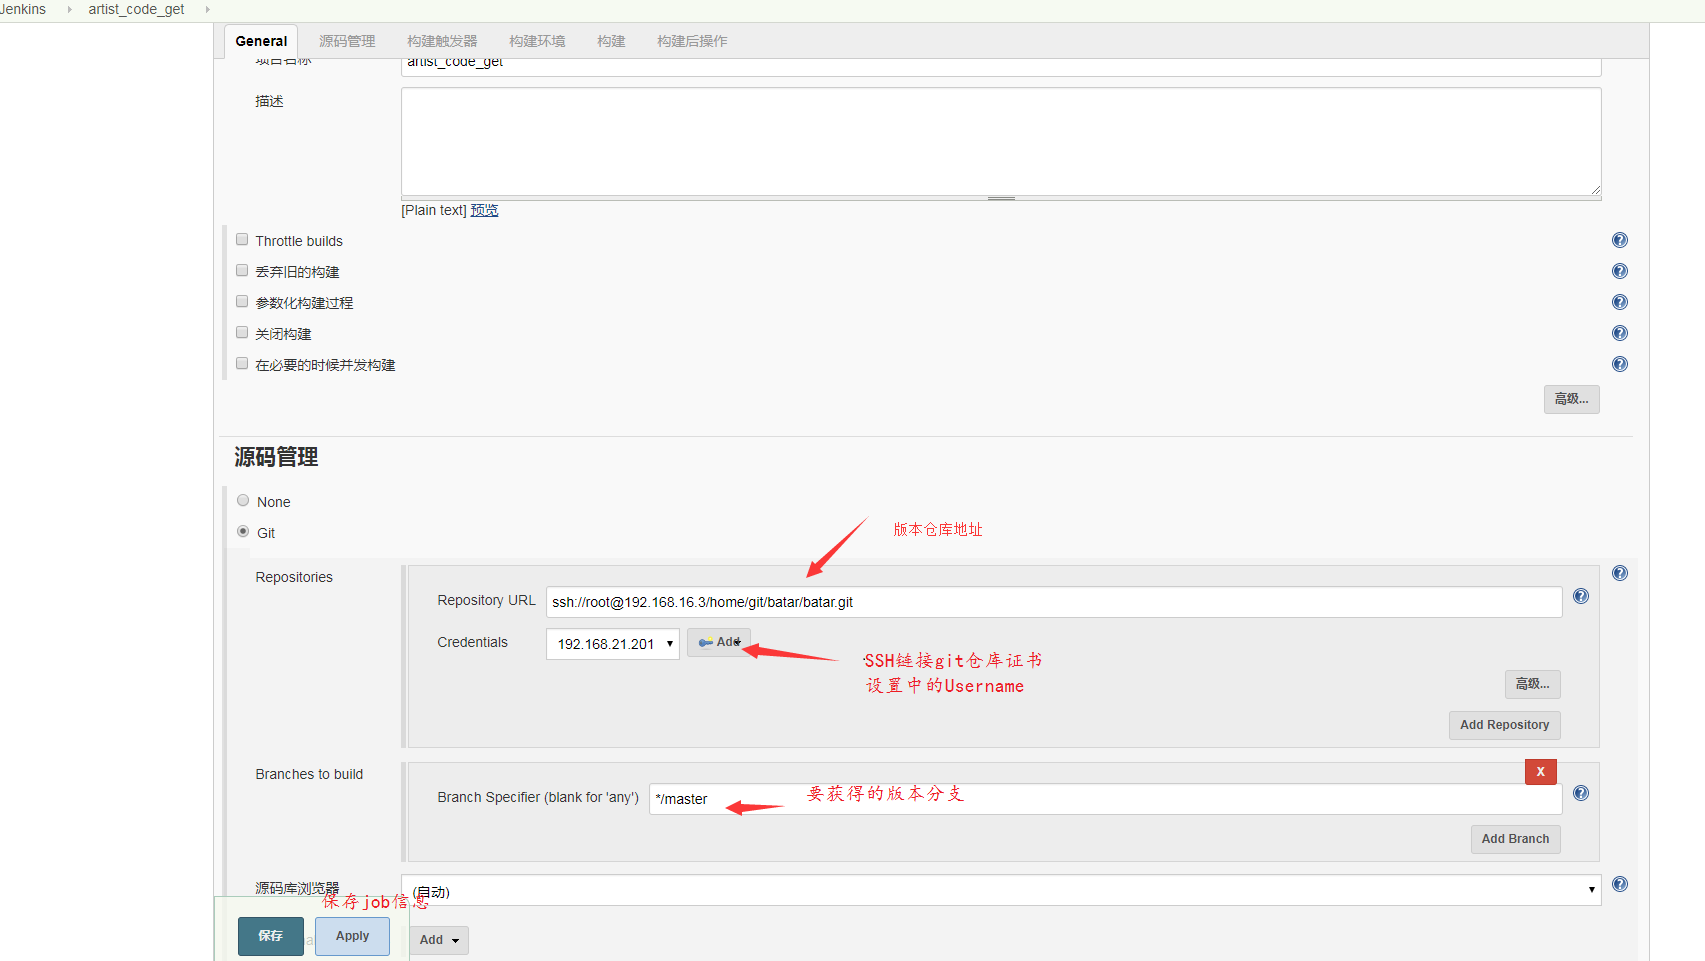 Jenkins artist_code_get
General 源码管理 构建触发器 构建环境 构建 构建后操作
项目名称 artist_code_get
描述
[Plain text] 预览
Throttle builds
丢弃旧的构建
参数化构建过程
关闭构建
在必要的时候并发构建
高级...
源码管理
None
Git
版本仓库地址
Repositories
Repository URL ssh://root@192.168.16.3/home/git/batar/batar.git
Credentials 192.168.21.201 Add
SSH链接git仓库证书
设置中的Username
高级...
Add Repository
Branches to build
X
Branch Specifier (blank for 'any') */master 要获得的版本分支
Add Branch
源码库浏览器 (自动)
保存job信息
保存 Apply Add